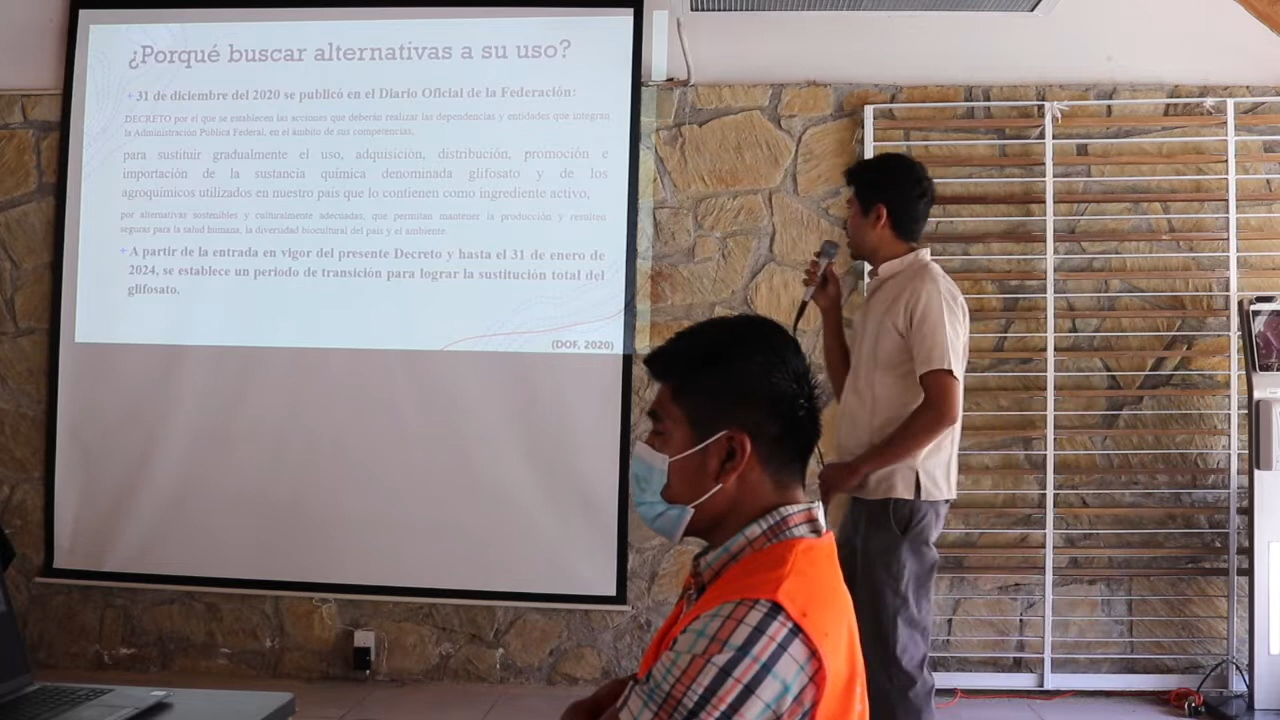 ¿Porqué buscar alternativas a su uso?
31 de diciembre del 2020 se publicó en el Diario Oficial de la Federación:
DECRETO por el que se establecen las acciones que deberán realizar las dependencias y entidades que integran
la Administración Pública Federal, en el ámbito de sus competencias,
para sustituir gradualmente el uso, adquisición, distribución, promoción e
importación de la sustancia química denominada glifosato y de los
agroquímicos utilizados en nuestro país que lo contienen como ingrediente activo,
por alternativas sostenibles y culturalmente adecuadas, que permitan mantener la producción y resulten
seguras para la salud humana, la diversidad biocultural del país y el ambiente.
A partir de la entrada en vigor del presente Decreto y hasta el 31 de enero de
2024, se establece un periodo de transición para lograr la sustitución total del
glifosato.
(DOF, 2020)